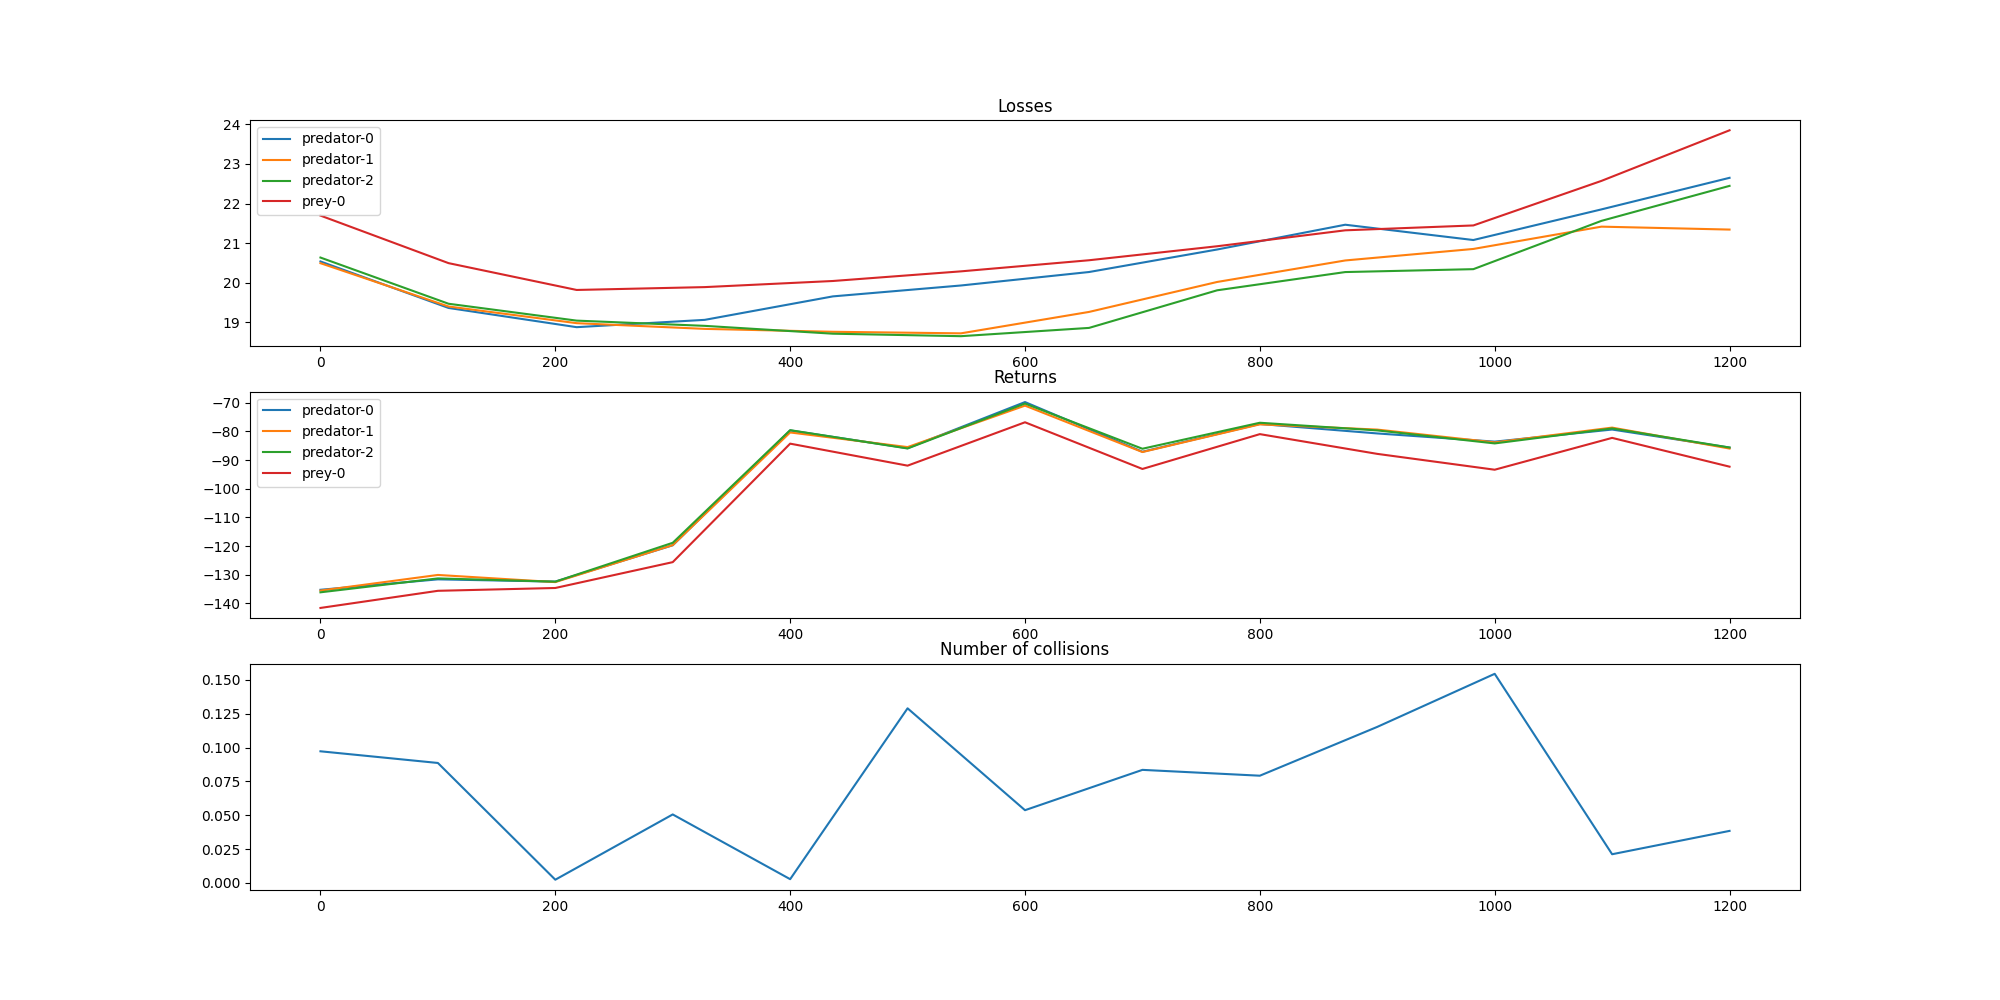 Losses
24
23
22
21
20
19
predator-0
predator-1
predator-2
prey-0
0 200 400 600 800 1000 1200
Returns
−70
−80
−90
−100
−110
−120
−130
−140
predator-0
predator-1
predator-2
prey-0
0 200 400 600 800 1000 1200
Number of collisions
0.150
0.125
0.100
0.075
0.050
0.025
0.000
0 200 400 600 800 1000 1200